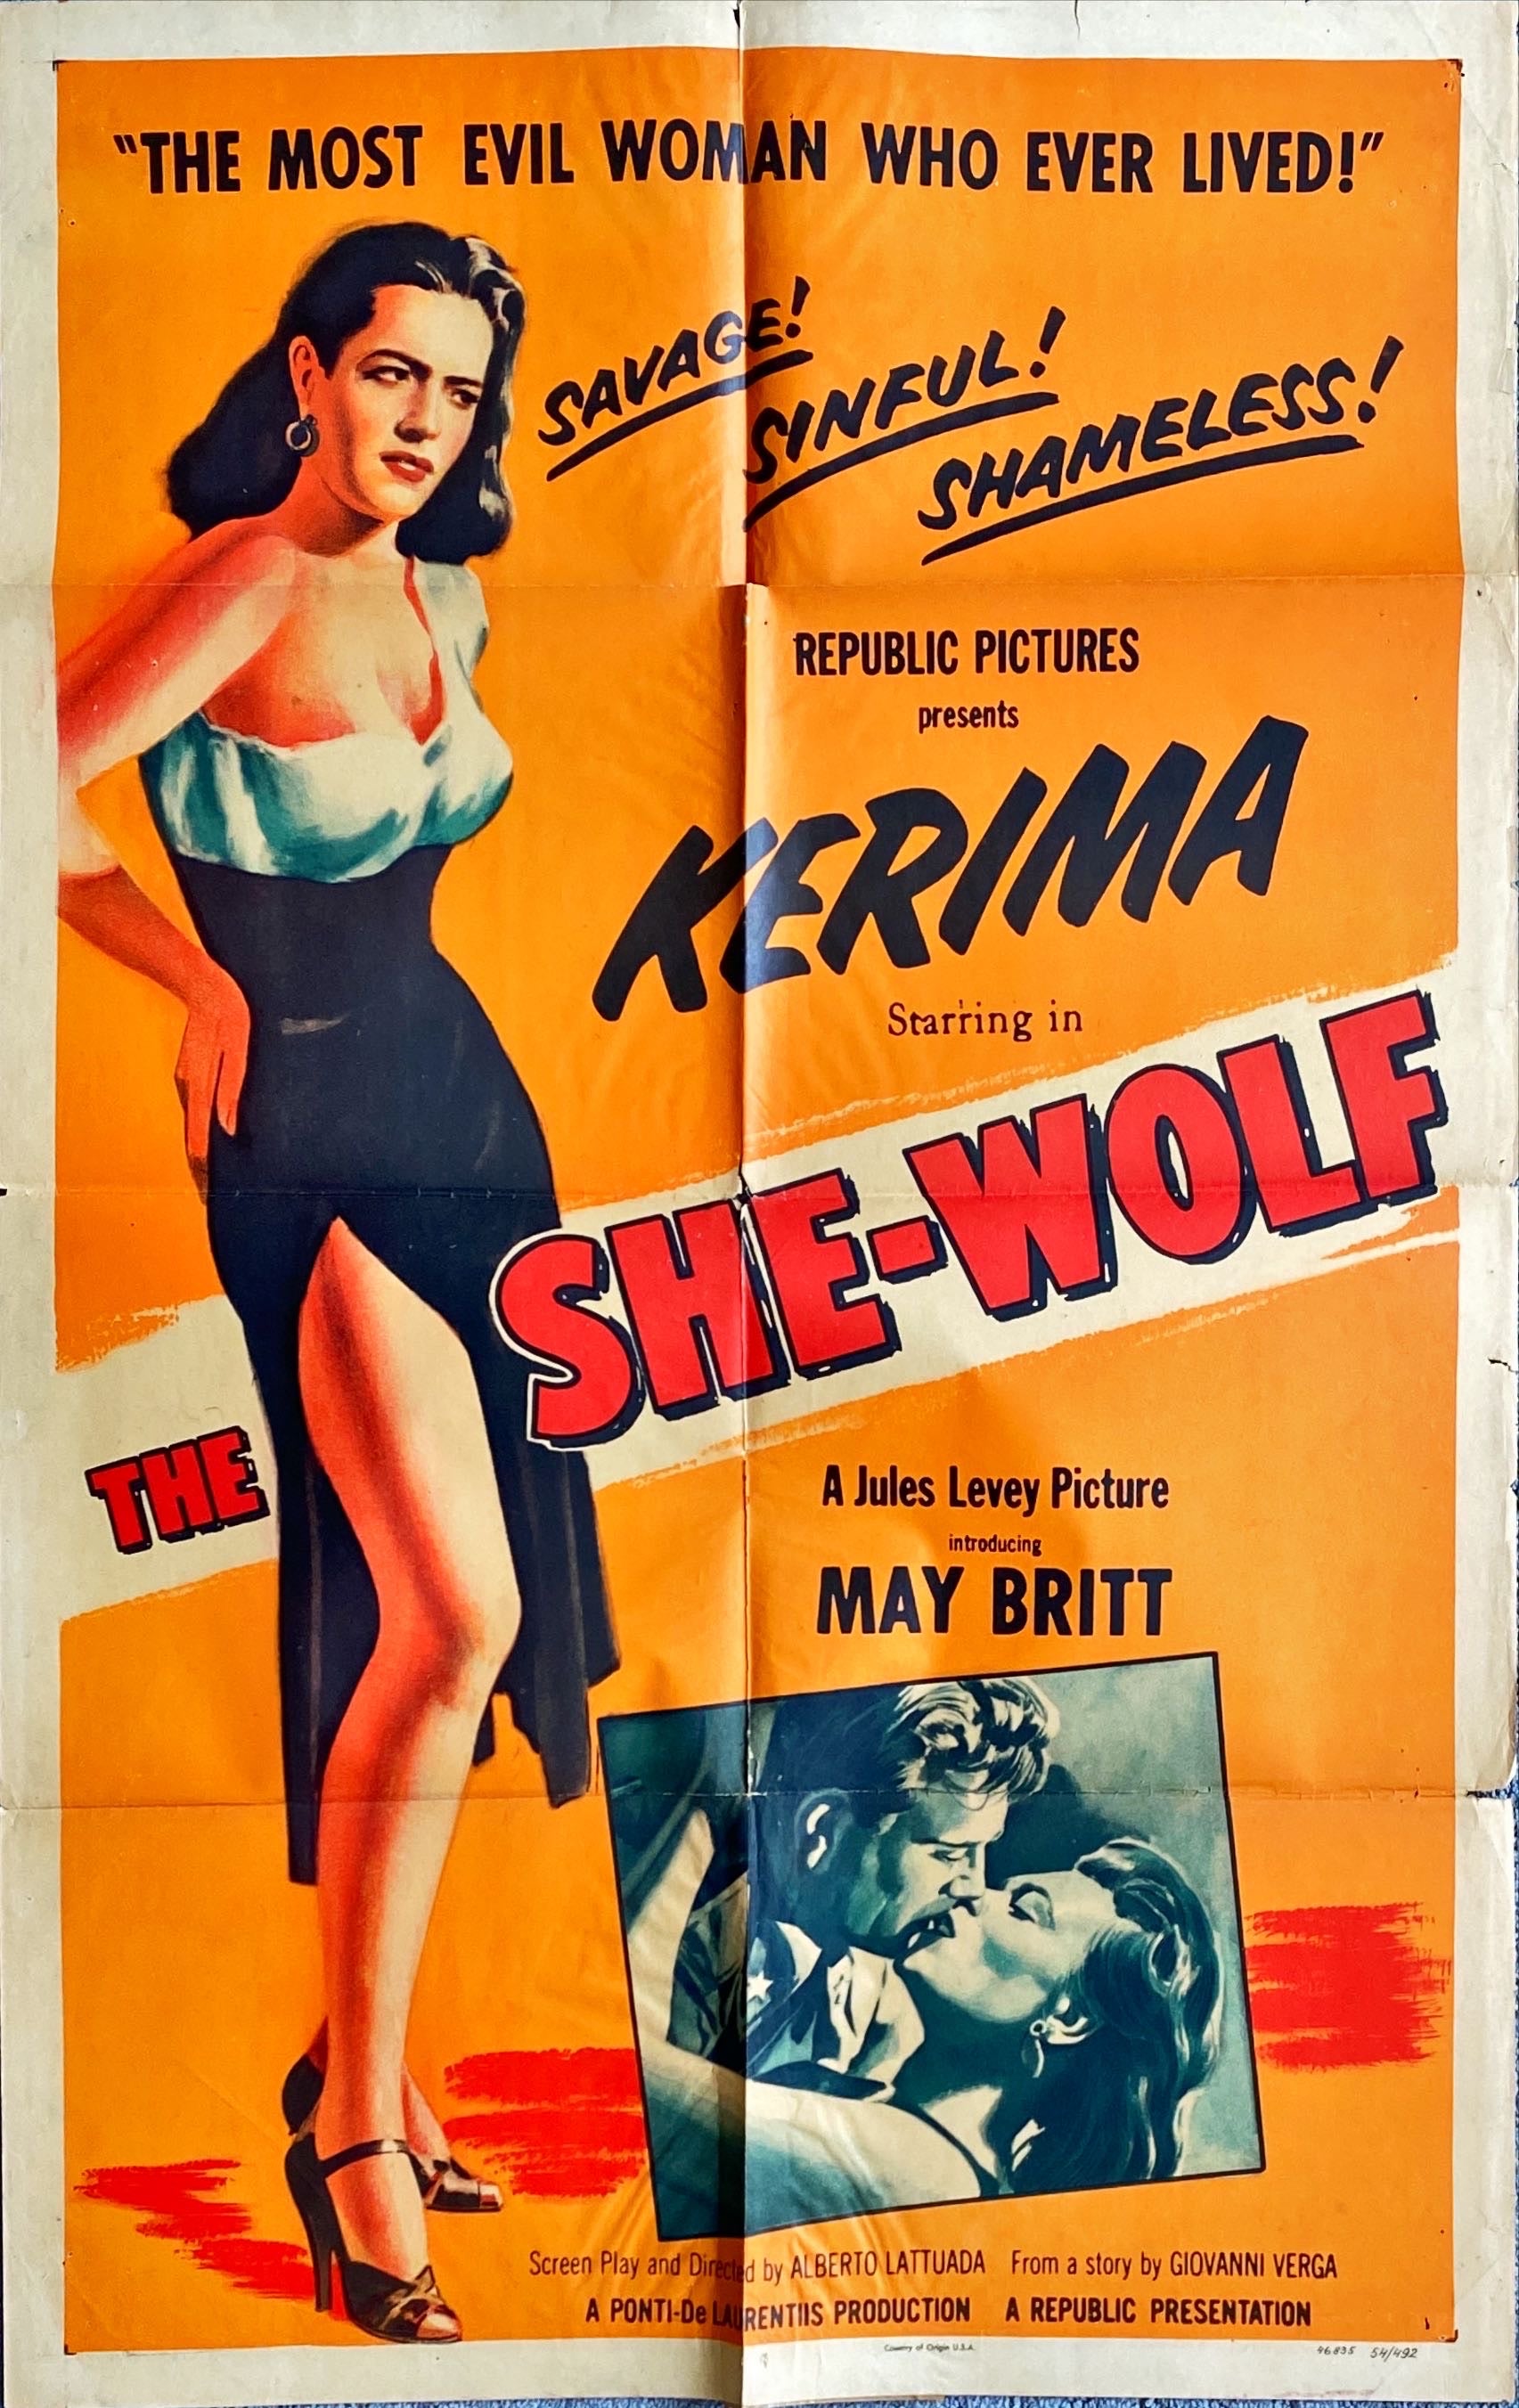 "THE MOST EVIL WOMAN WHO EVER LIVED!"
SAVAGE!
SINFUL!
SHAMELESS!
REPUBLIC PICTURES
presents
KERIMA
Starring in
THE SHE-WOLF
A Jules Levey Picture
introducing
MAY BRITT
Screen Play and Directed by ALBERTO LATTUADA From a story by GIOVANNI VERGA
A PONTI-De LAURENTIIS PRODUCTION A REPUBLIC PRESENTATION
Country of Origin U.S.A.
46835 54/492